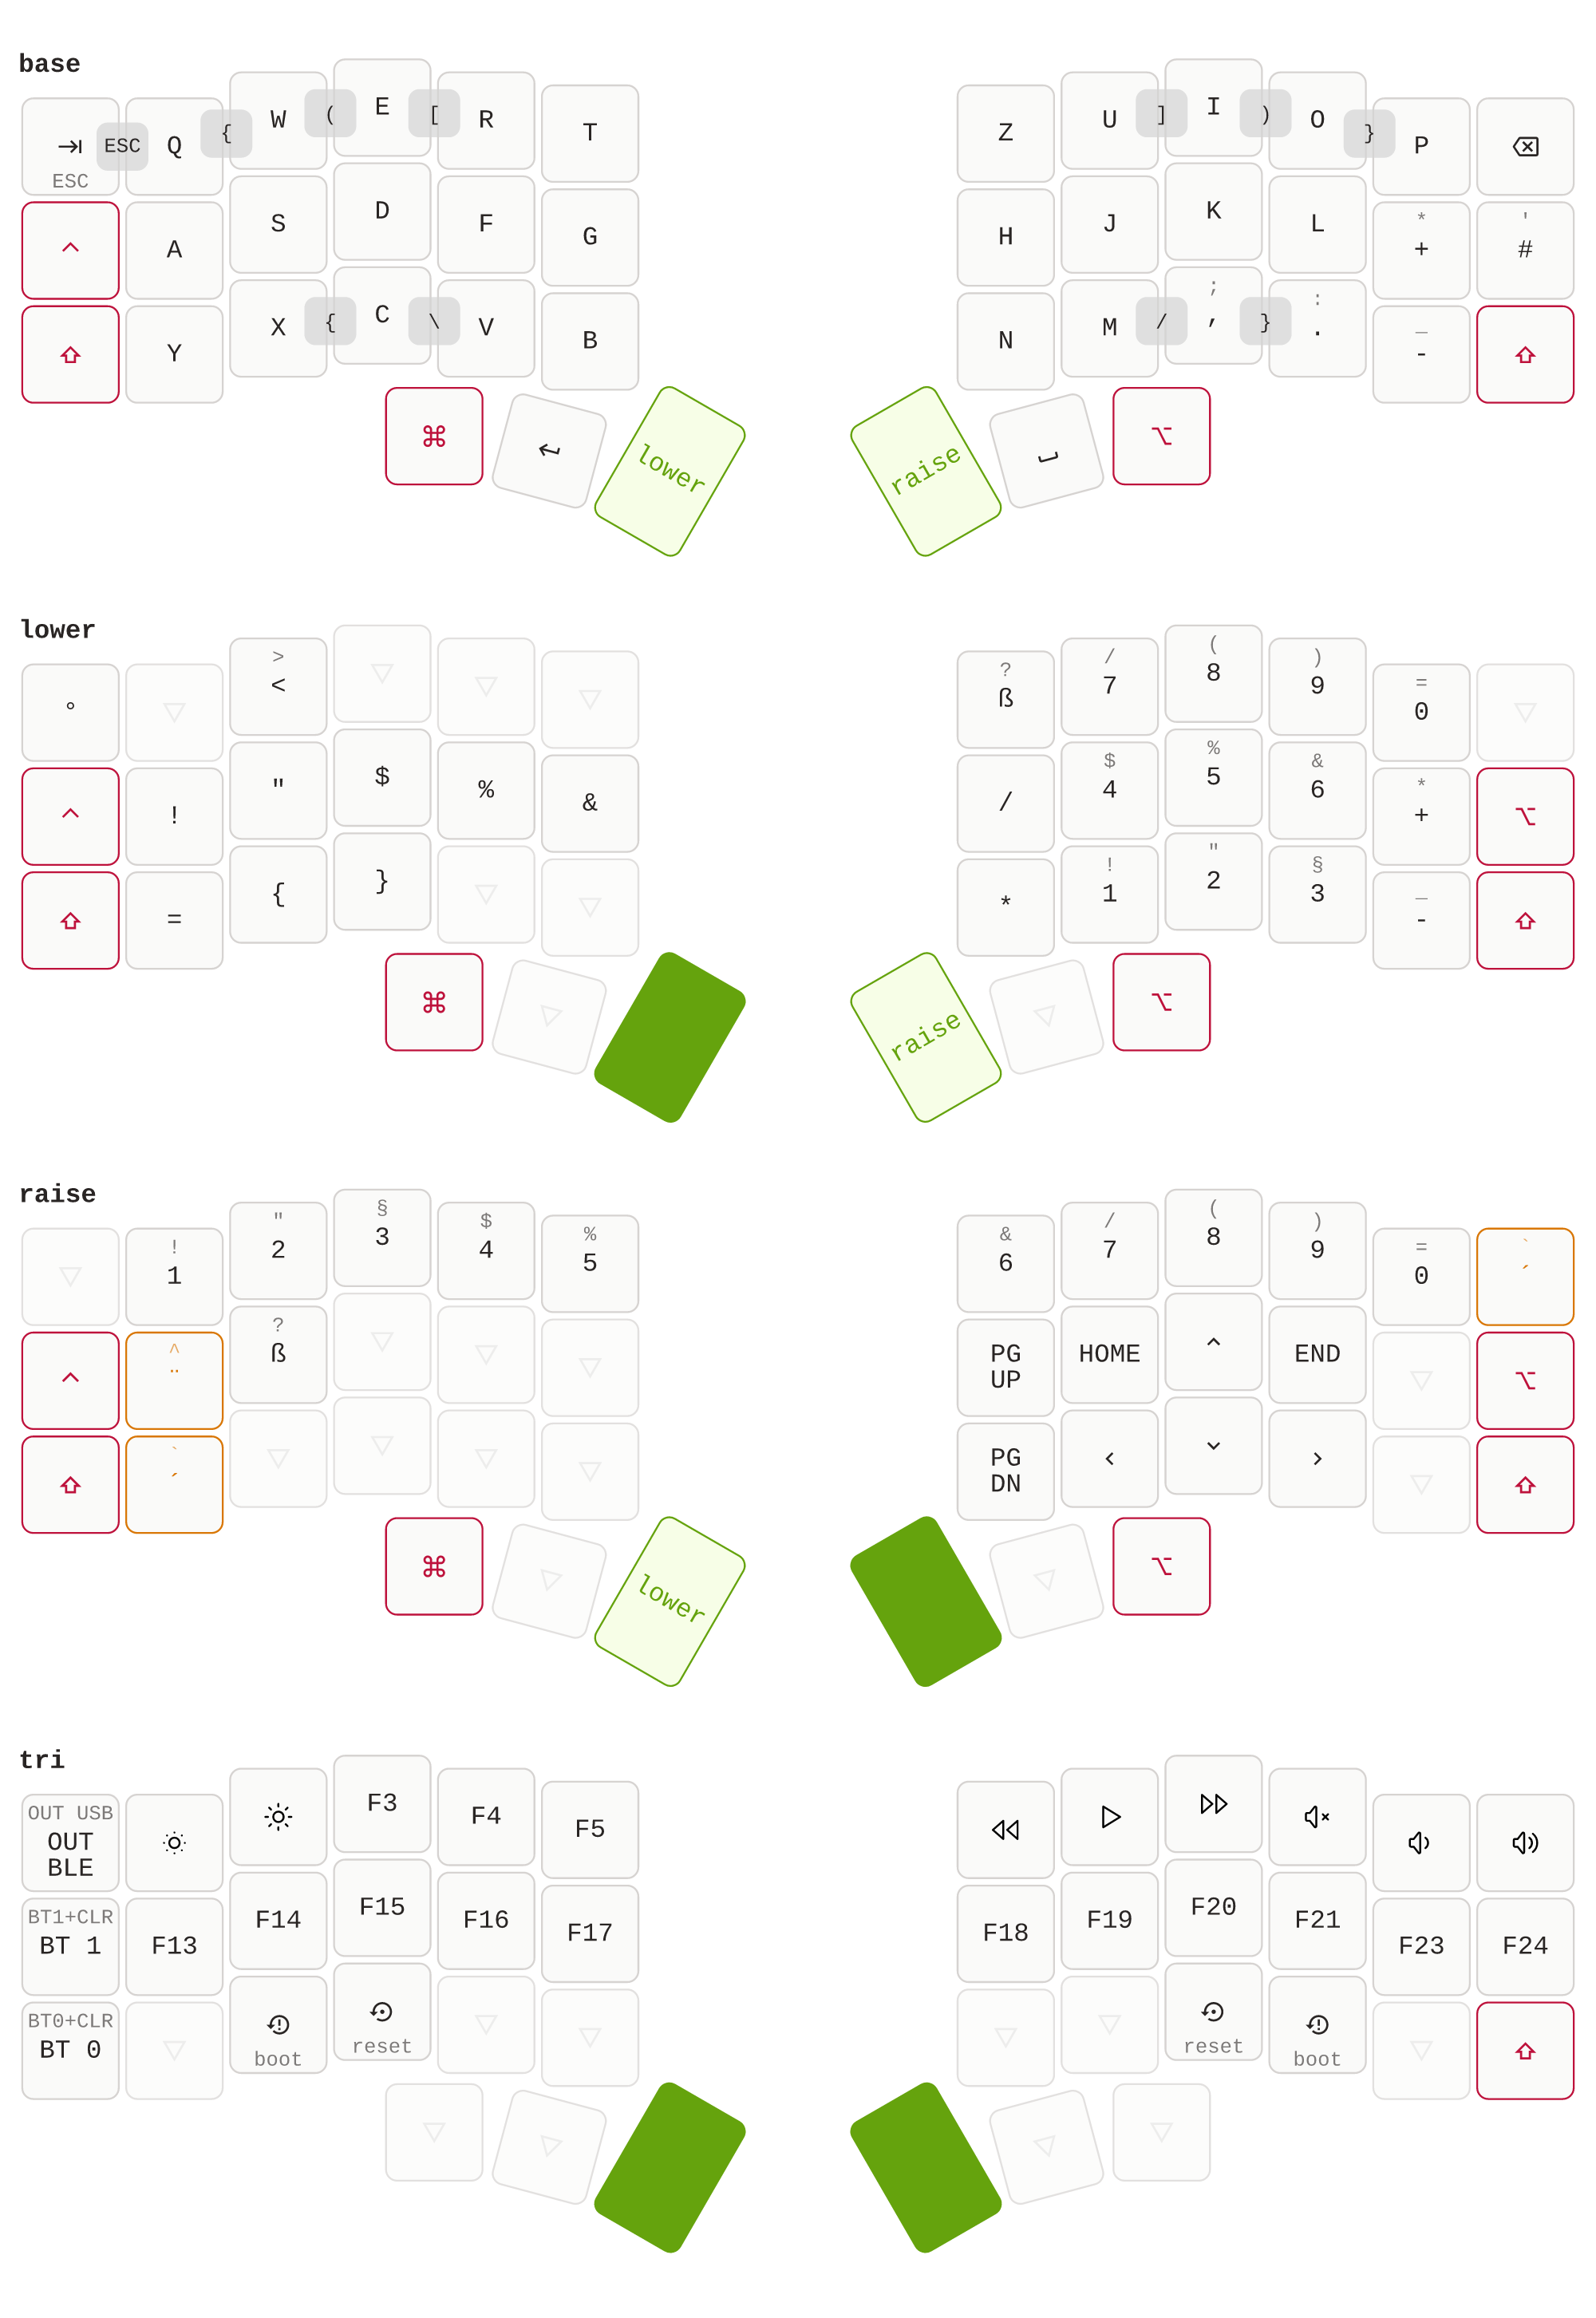 base
ESC Q { W ( E [ R T Z U ] I ) O } P
ESC
^ A S D F G H J K L * + ' #
Y X { C \ V B N M / ; , } : . _ -
⌘ lower raise ⌥
lower
° > < ? ß / 7 ( 8 ) 9 = 0
^ ! " $ % & / $ 4 % 5 & 6 * + ⌥
= { } * ! 1 " 2 § 3 _ -
⌘ raise ⌥
raise
! 1 " 2 § 3 $ 4 % 5 & 6 / 7 ( 8 ) 9 = 0 ` ´
^ ^ ¨ ? ß PG UP HOME ^ END ⌥
` ´ PG DN ‹ ⌄ ›
⌘ lower ⌥
tri
OUT USB
OUT BLE F3 F4 F5
BT1+CLR
BT 1 F13 F14 F15 F16 F17 F18 F19 F20 F21 F23 F24
BT0+CLR
BT 0 boot reset reset boot